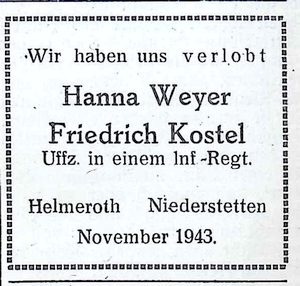 Wir haben uns verlobt
Hanna Weyer
Friedrich Kostel
Uffz. in einem Inf.-Regt.
Helmeroth Niederstetten
November 1943.